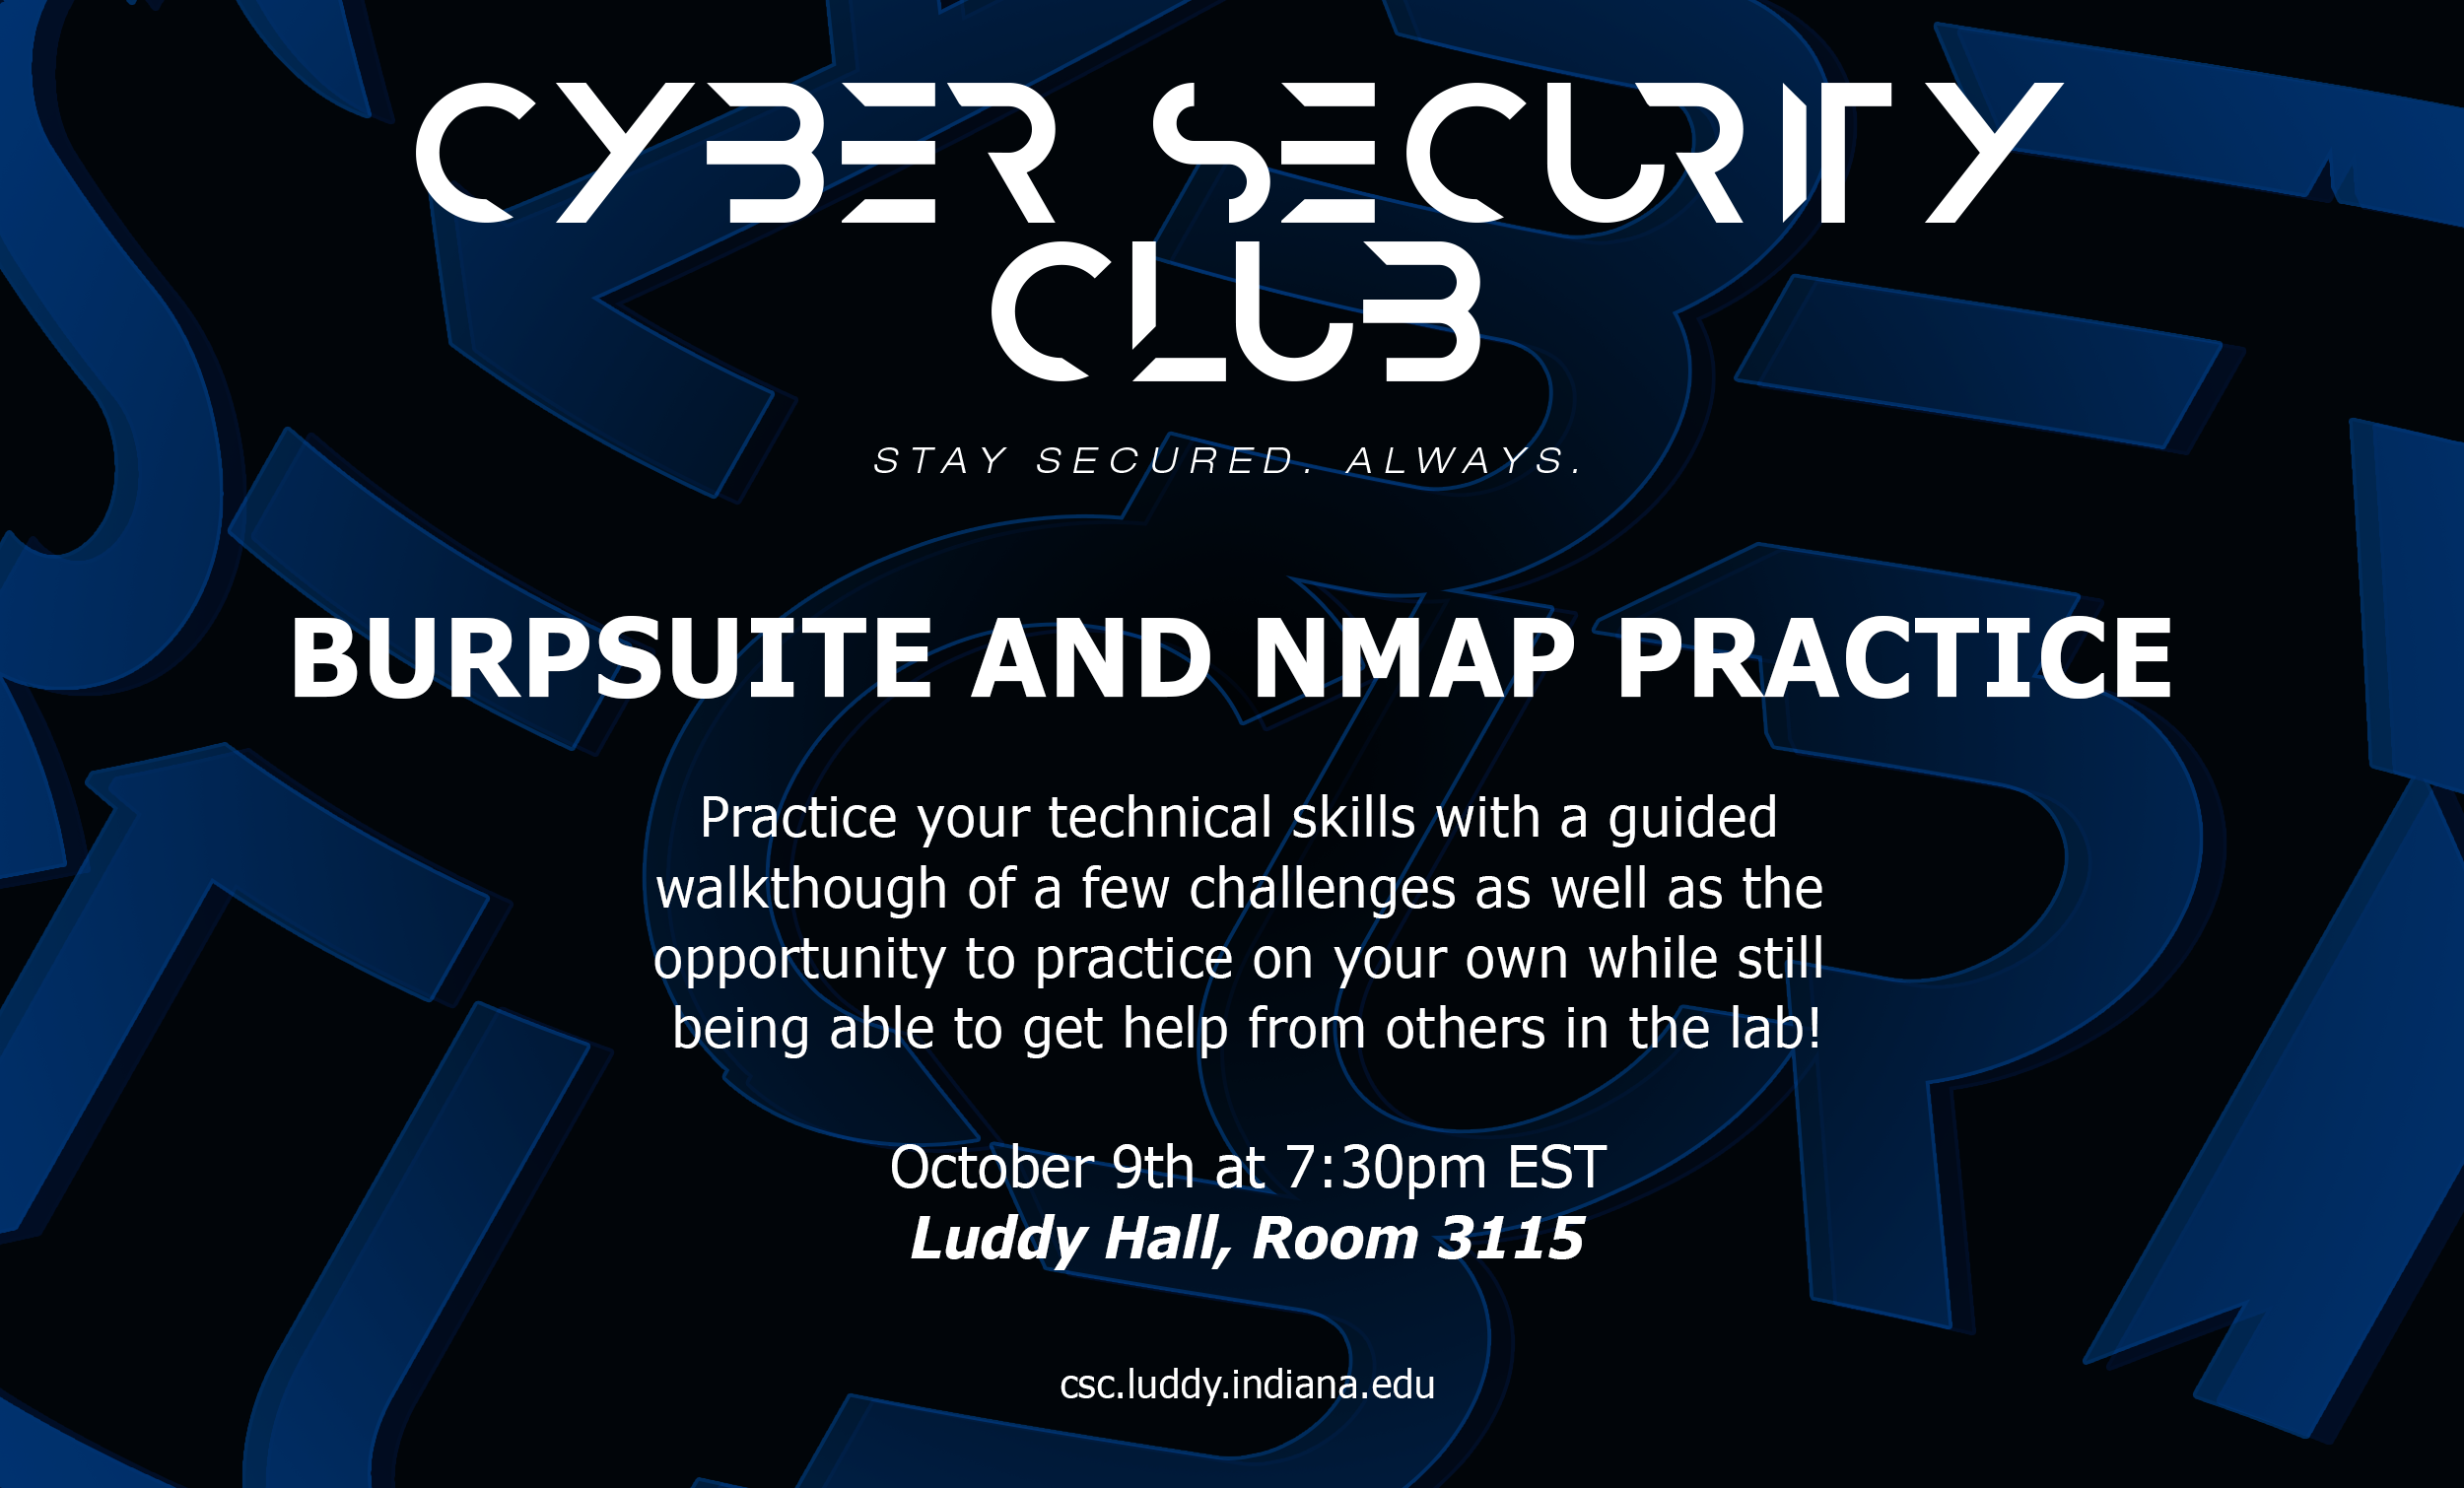 CYBER SECURITY
CLUB
STAY SECURED. ALWAYS.
BURPSUITE AND NMAP PRACTICE
Practice your technical skills with a guided
walkthough of a few challenges as well as the
opportunity to practice on your own while still
being able to get help from others in the lab!
October 9th at 7:30pm EST
Luddy Hall, Room 3115
csc.luddy.indiana.edu